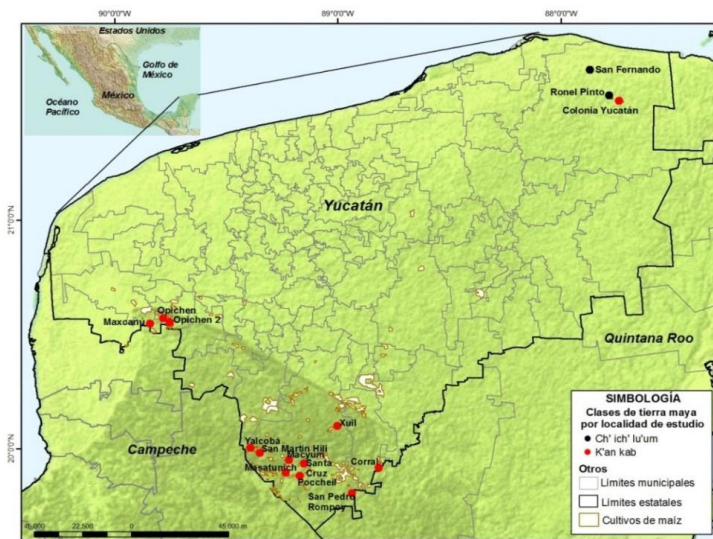 90°0'0"W
89°0'0"W
88°0'0"W
Estados Unidos
Golfo de
México
Océano
Pacífico
México
San Fernando
Ronel Pinto
Colonia Yucatán
Yucatán
21°0'0"N
Opichen
Maxcanú
Opichen 2
Quintana Roo
Campeche
Xuil
20°0'0"N
Yalcobá
San Martin Hili
Macyum
Santa
Cruz
Masatunich
Poccheil
Corral
San Pedro
Rompoy
SIMBOLOGÍA
Clases de tierra maya
por localidad de estudio
Ch' ich' lu'um
K'an kab
Otros
Límites municipales
Límites estatales
Cultivos de maíz
45,000 22,500 0 45,000 m